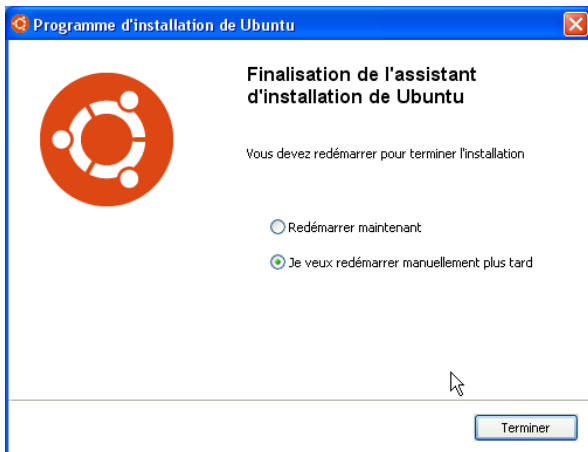 Programme d'installation de Ubuntu
Finalisation de l'assistant
d'installation de Ubuntu
Vous devez redémarrer pour terminer l'installation
Redémarrer maintenant
Je veux redémarrer manuellement plus tard
Terminer